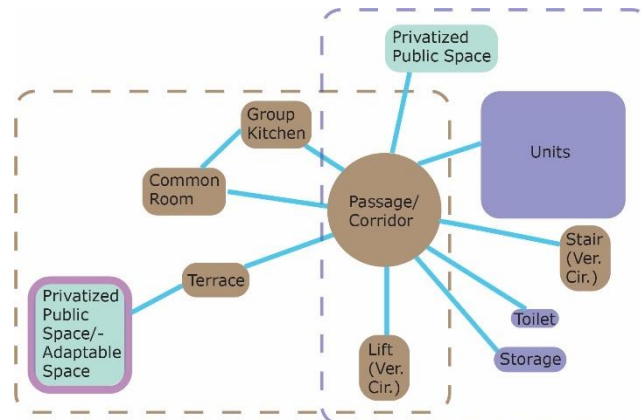 Privatized
Public Space
Group
Kitchen
Units
Common
Room
Passage/
Corridor
Stair
(Ver.
Cir.)
Terrace
Privatized
Public
Space/-
Adaptable
Space
Toilet
Lift
(Ver.
Cir.)
Storage